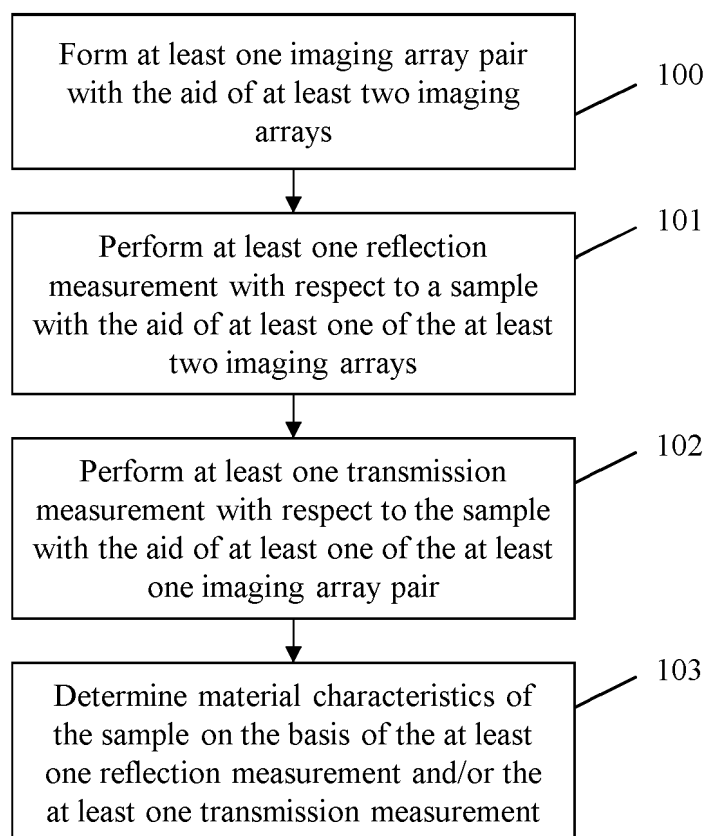 Form at least one imaging array pair
with the aid of at least two imaging
arrays
100
Perform at least one reflection
measurement with respect to a sample
with the aid of at least one of the at least
two imaging arrays
101
Perform at least one transmission
measurement with respect to the sample
with the aid of at least one of the at least
one imaging array pair
102
Determine material characteristics of
the sample on the basis of the at least
one reflection measurement and/or the
at least one transmission measurement
103